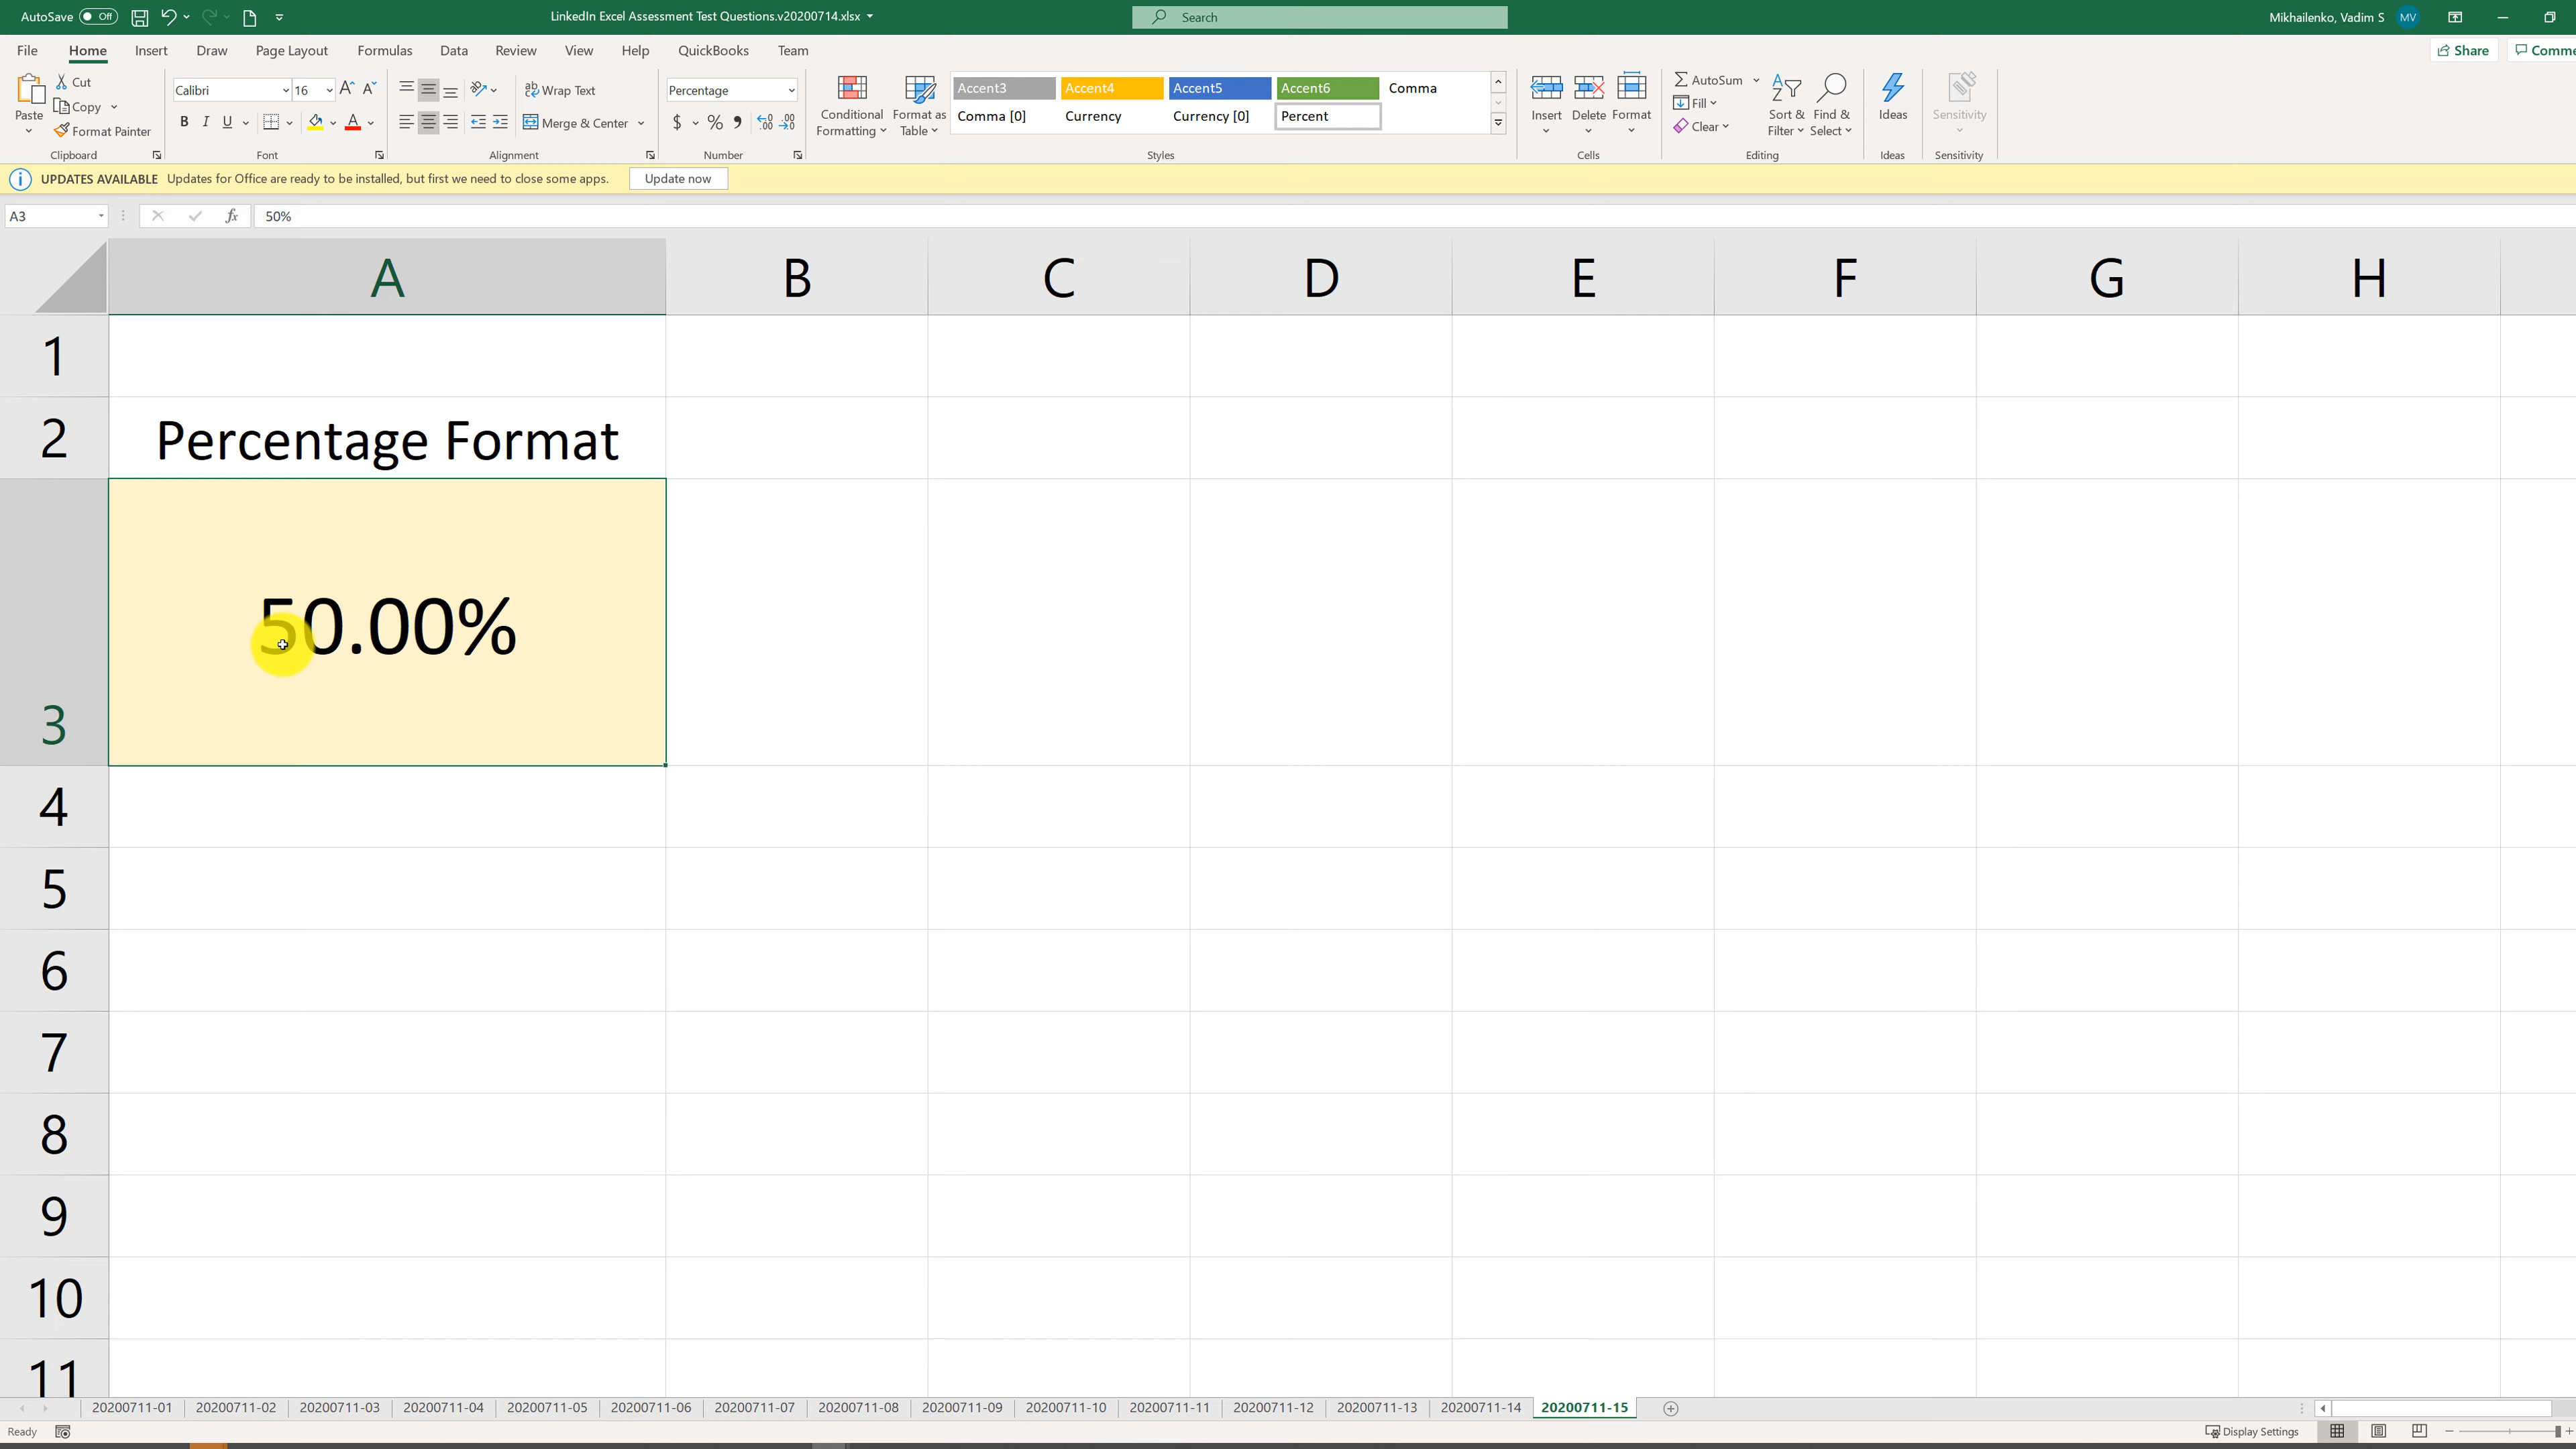 AutoSave Off
LinkedIn Excel Assessment Test Questions.v20200714.xlsx
Search
Mikhailenko, Vadim S MV
File Home Insert Draw Page Layout Formulas Data Review View Help QuickBooks Team
Share
Paste
Cut
Copy
Format Painter
Clipboard
Calibri 16
B I U A
Font
Wrap Text
Merge & Center
Alignment
Percentage
$ % 9
Number
Conditional Formatting
Format as Table
Accent3 Accent4 Accent5 Accent6 Comma
Comma [0] Currency Currency [0] Percent
Styles
Insert Delete Format
Cells
AutoSum
Fill
Clear
Sort & Filter
Find & Select
Editing
Ideas
Ideas
Sensitivity
Sensitivity
UPDATES AVAILABLE Updates for Office are ready to be installed, but first we need to close some apps. Update now
A3 fx 50%
A B C D E F G H
1
2 Percentage Format
3 50.00%
4
5
6
7
8
9
10
11
20200711-01 20200711-02 20200711-03 20200711-04 20200711-05 20200711-06 20200711-07 20200711-08 20200711-09 20200711-10 20200711-11 20200711-12 20200711-13 20200711-14 20200711-15
Ready
Display Settings